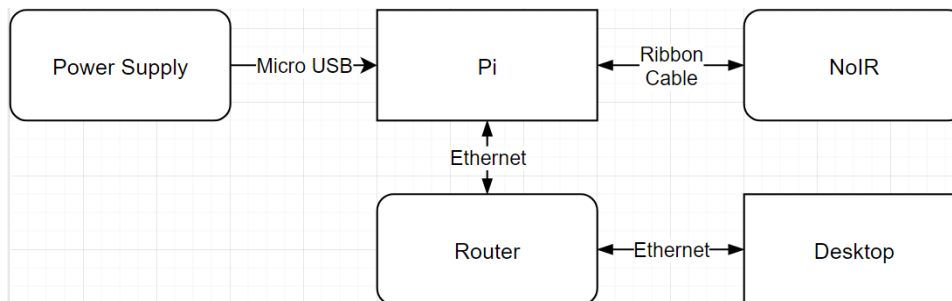 Power Supply
Micro USB
Pi
Ribbon
Cable
NoIR
Ethernet
Router
Ethernet
Desktop